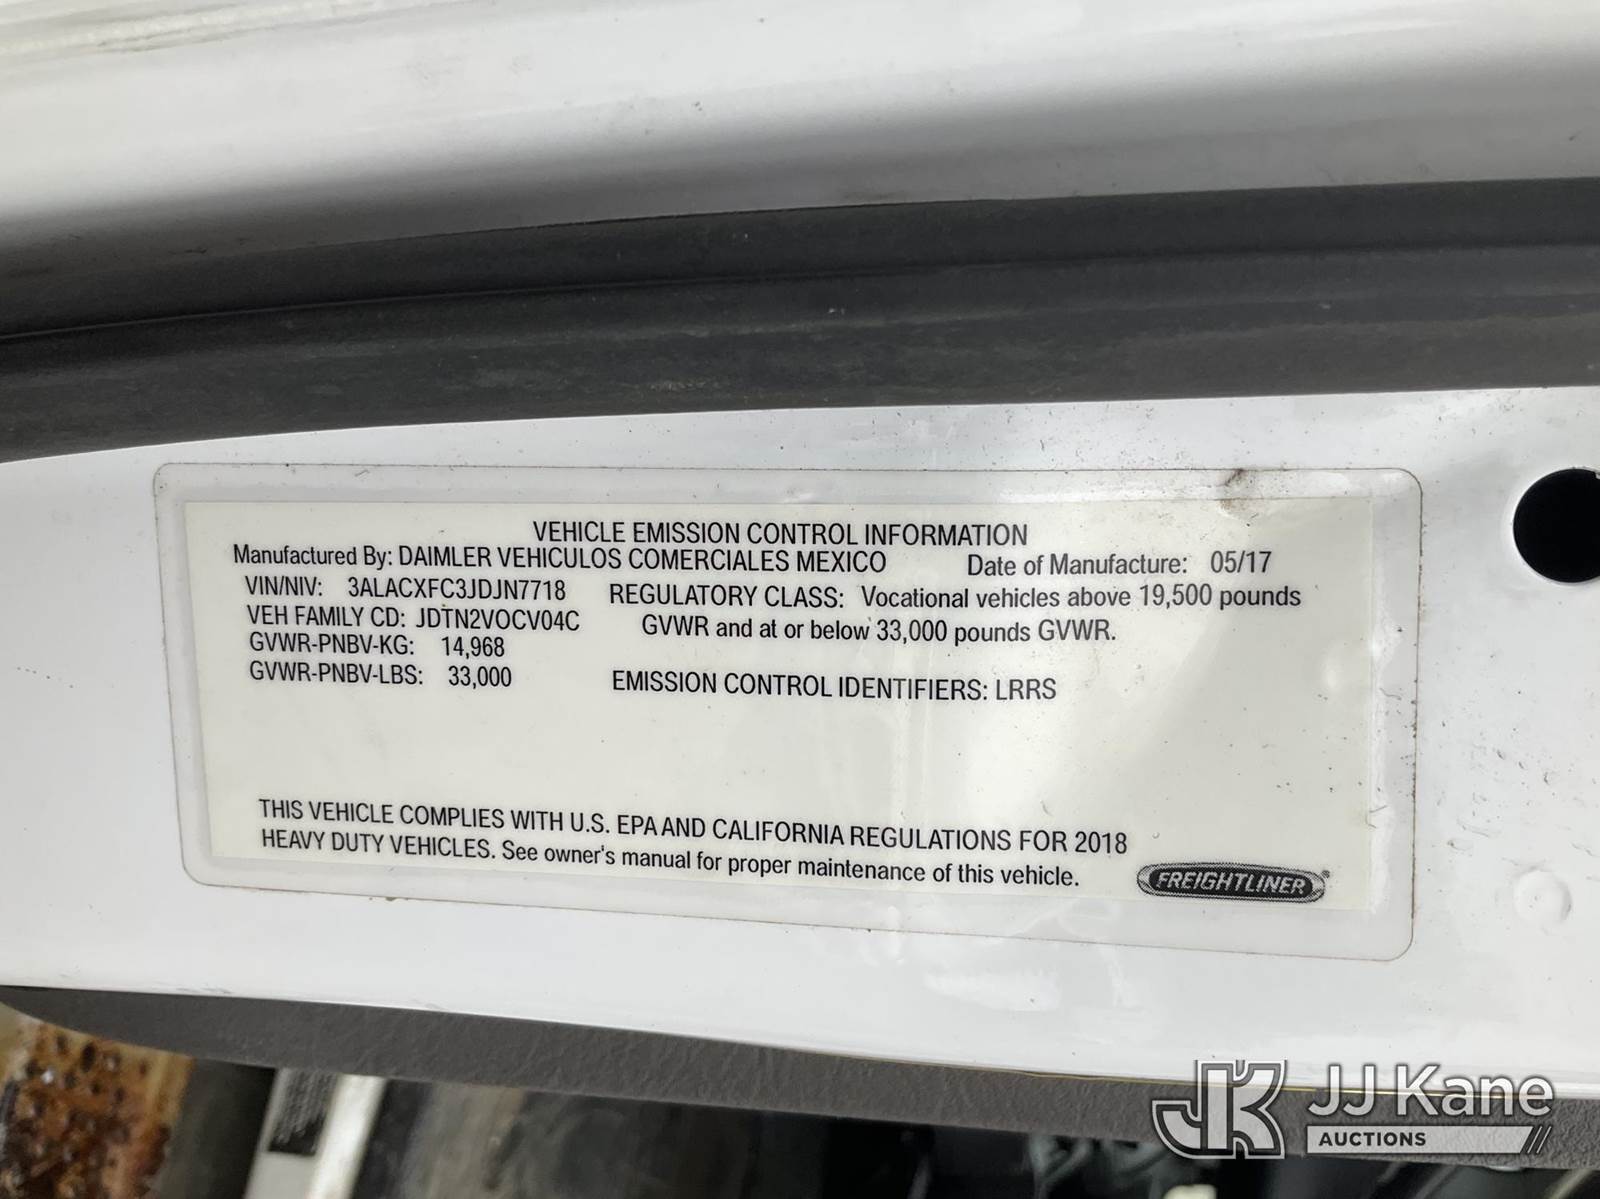 VEHICLE EMISSION CONTROL INFORMATION
Manufactured By: DAIMLER VEHICULOS COMERCIALES MEXICO Date of Manufacture: 05/17
VIN/NIV: 3ALACXFC3JDJN7718
VEH FAMILY CD: JDTN2VOCV04C
GVWR-PNBV-KG: 14,968
GVWR-PNBV-LBS: 33,000
REGULATORY CLASS: Vocational vehicles above 19,500 pounds
GVWR and at or below 33,000 pounds GVWR.
EMISSION CONTROL IDENTIFIERS: LRRS
THIS VEHICLE COMPLIES WITH U.S. EPA AND CALIFORNIA REGULATIONS FOR 2018
HEAVY DUTY VEHICLES. See owner's manual for proper maintenance of this vehicle.
FREIGHTLINER
JK JJ Kane
AUCTIONS